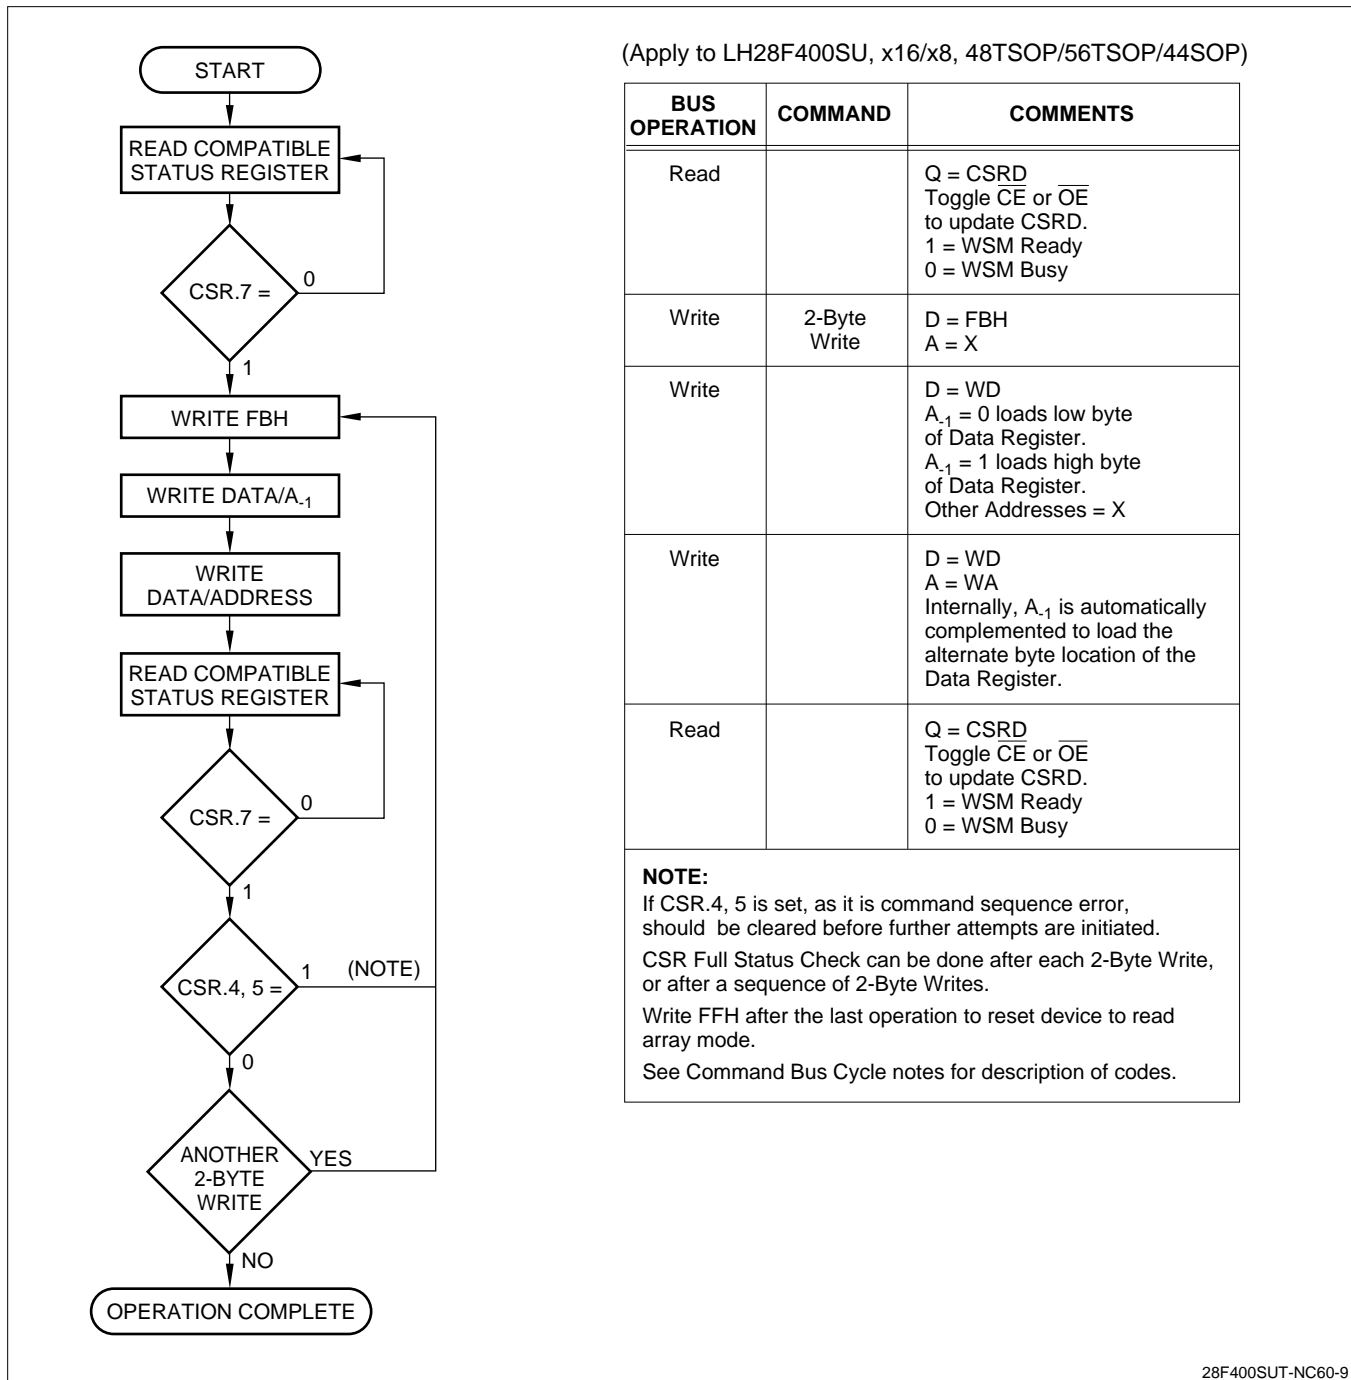 START
READ COMPATIBLE
STATUS REGISTER
CSR.7 =
0
1
WRITE FBH
WRITE DATA/A-1
WRITE
DATA/ADDRESS
READ COMPATIBLE
STATUS REGISTER
CSR.7 =
0
1
CSR.4, 5 =
1
(NOTE)
0
ANOTHER
2-BYTE
WRITE
YES
NO
OPERATION COMPLETE
(Apply to LH28F400SU, x16/x8, 48TSOP/56TSOP/44SOP)
BUS
OPERATION
COMMAND
COMMENTS
Read
Q = CSRD
Toggle C̅E̅ or O̅E̅
to update CSRD.
1 = WSM Ready
0 = WSM Busy
Write
2-Byte
Write
D = FBH
A = X
Write
D = WD
A-1 = 0 loads low byte
of Data Register.
A-1 = 1 loads high byte
of Data Register.
Other Addresses = X
Write
D = WD
A = WA
Internally, A-1 is automatically
complemented to load the
alternate byte location of the
Data Register.
Read
Q = CSRD
Toggle C̅E̅ or O̅E̅
to update CSRD.
1 = WSM Ready
0 = WSM Busy
NOTE:
If CSR.4, 5 is set, as it is command sequence error,
should be cleared before further attempts are initiated.
CSR Full Status Check can be done after each 2-Byte Write,
or after a sequence of 2-Byte Writes.
Write FFH after the last operation to reset device to read
array mode.
See Command Bus Cycle notes for description of codes.
28F400SUT-NC60-9